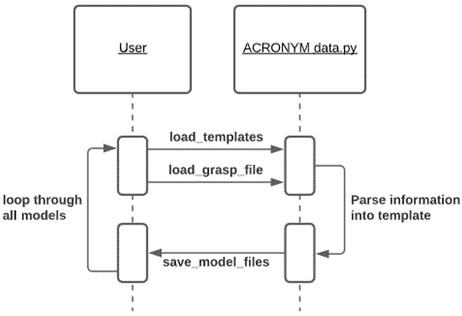 User
ACRONYM data.py
load_templates
load_grasp_file
loop through
all models
Parse information
into template
save_model_files